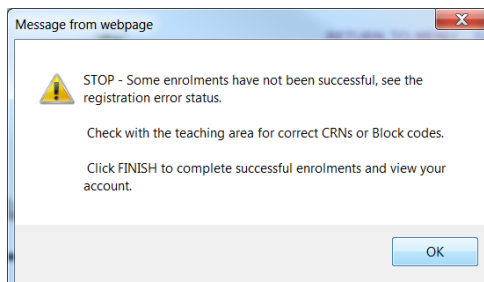 Message from webpage
STOP - Some enrolments have not been successful, see the
registration error status.
Check with the teaching area for correct CRNs or Block codes.
Click FINISH to complete successful enrolments and view your
account.
OK